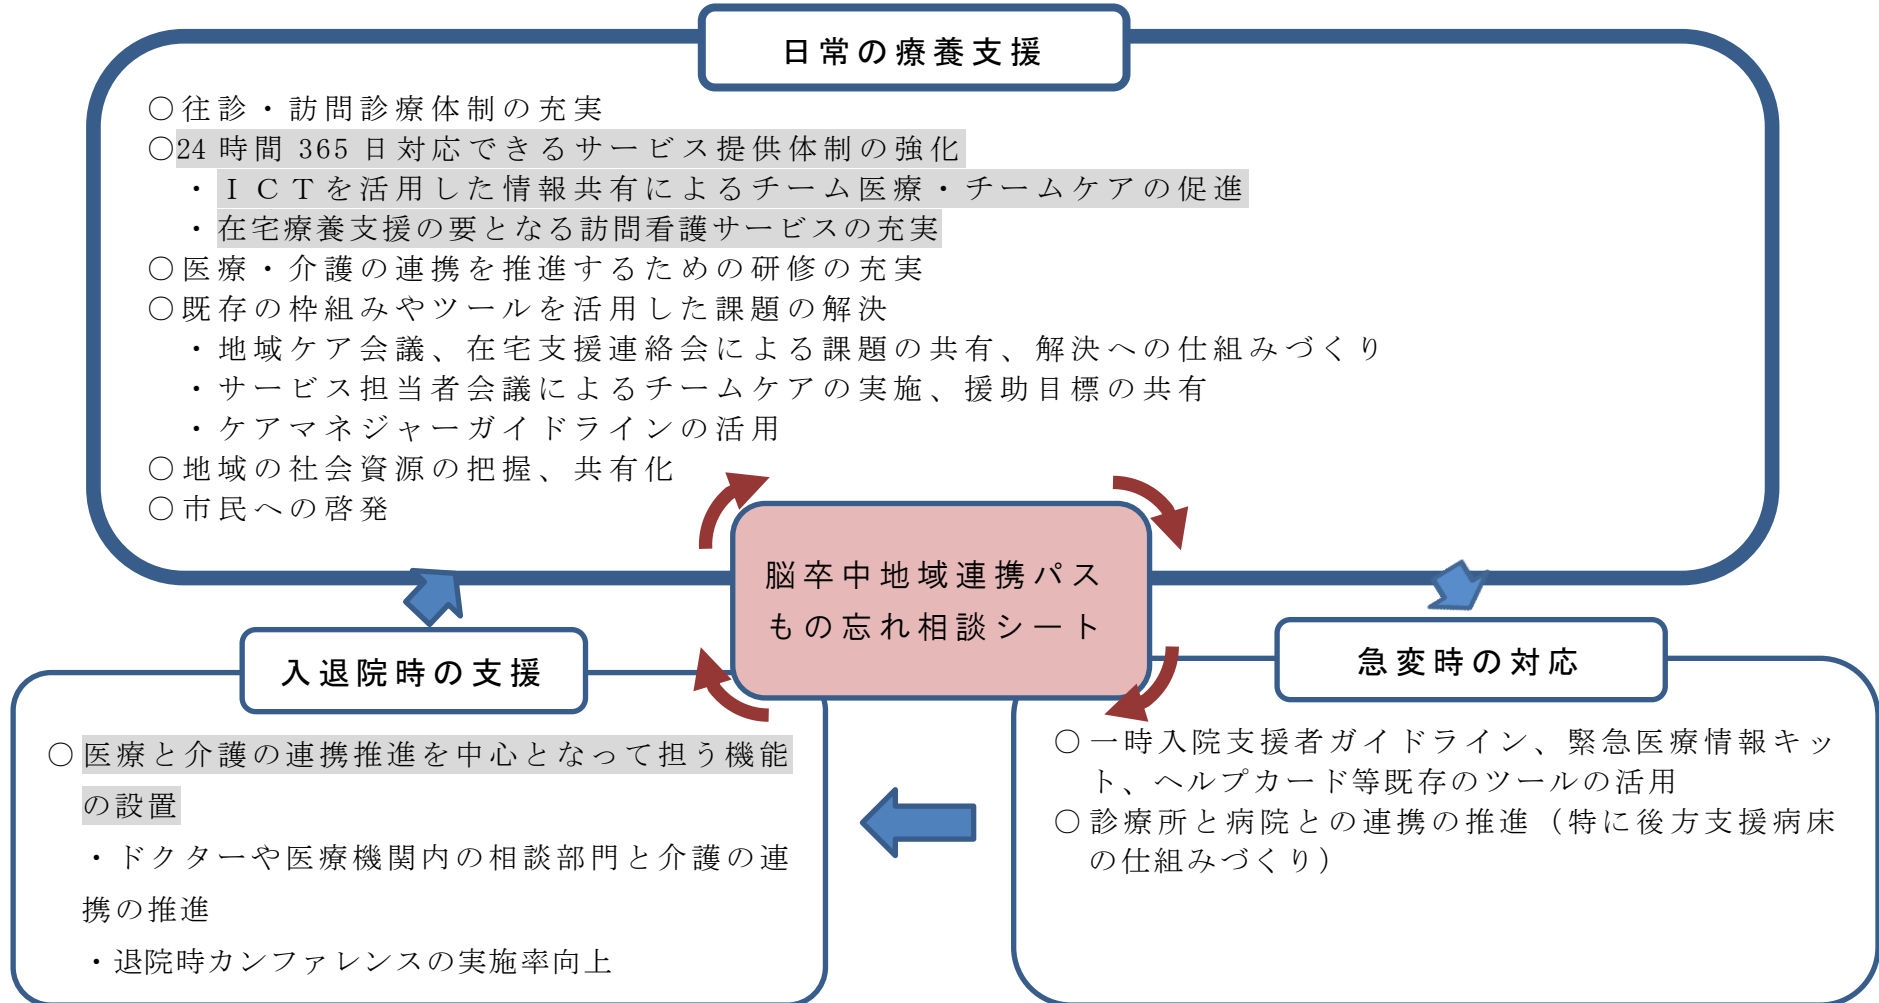 日常の療養支援
○往診・訪問診療体制の充実
○24時間365日対応できるサービス提供体制の強化
・ＩＣＴを活用した情報共有によるチーム医療・チームケアの促進
・在宅療養支援の要となる訪問看護サービスの充実
○医療・介護の連携を推進するための研修の充実
○既存の枠組みやツールを活用した課題の解決
・地域ケア会議、在宅支援連絡会による課題の共有、解決への仕組みづくり
・サービス担当者会議によるチームケアの実施、援助目標の共有
・ケアマネジャーガイドラインの活用
○地域の社会資源の把握、共有化
○市民への啓発
脳卒中地域連携パス
もの忘れ相談シート
入退院時の支援
○医療と介護の連携推進を中心となって担う機能
の設置
・ドクターや医療機関内の相談部門と介護の連
携の推進
・退院時カンファレンスの実施率向上
急変時の対応
○一時入院支援者ガイドライン、緊急医療情報キッ
ト、ヘルプカード等既存のツールの活用
○診療所と病院との連携の推進（特に後方支援病床
の仕組みづくり）